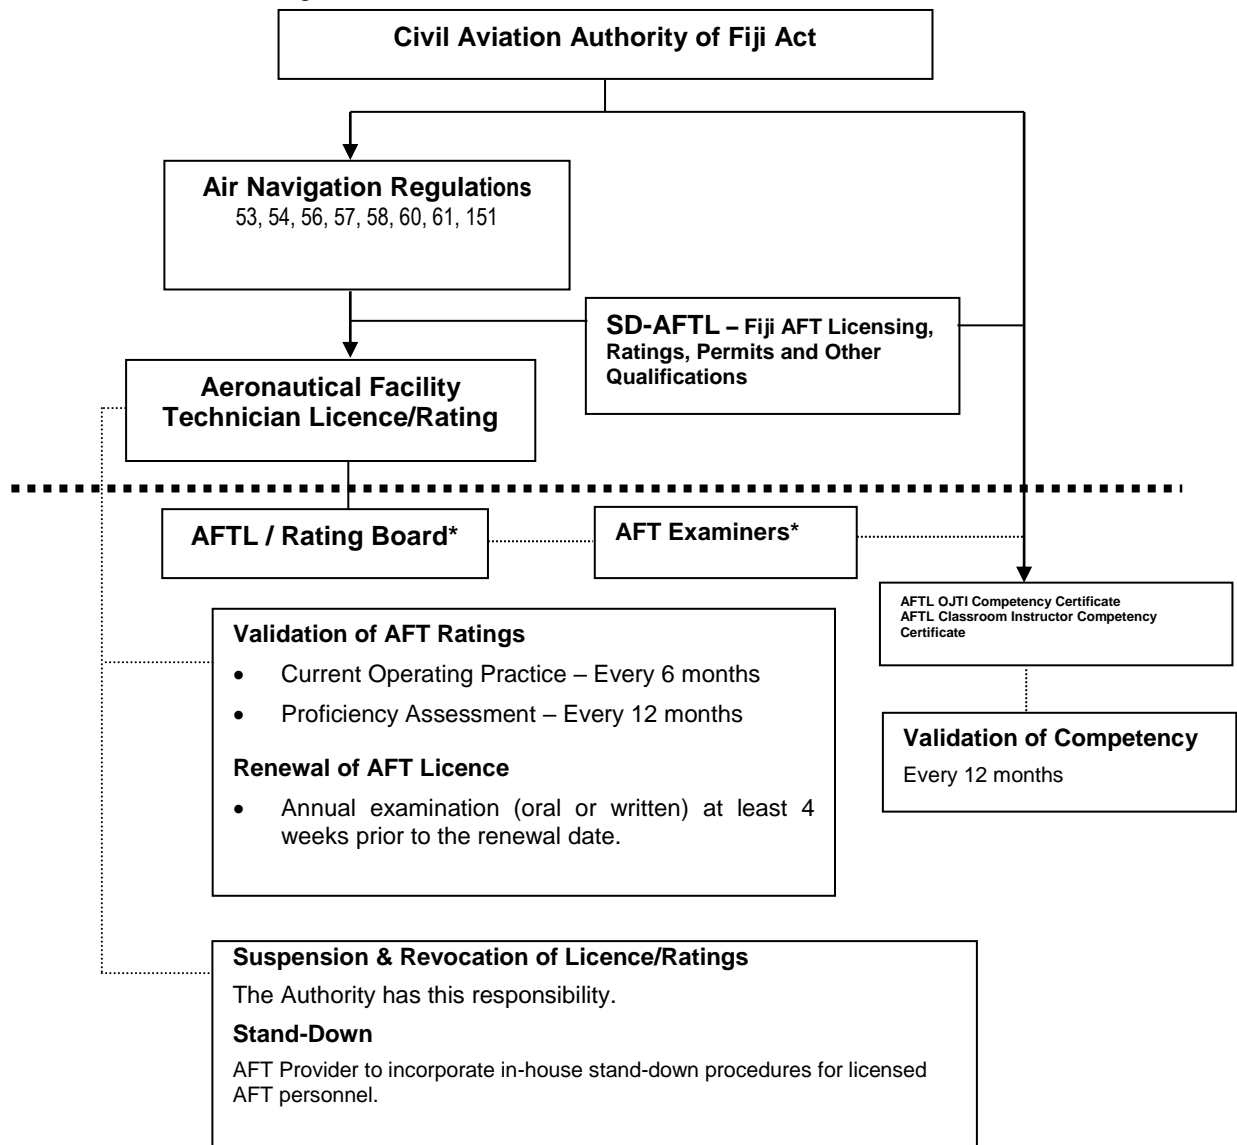 Civil Aviation Authority of Fiji Act
Air Navigation Regulations
53, 54, 56, 57, 58, 60, 61, 151
SD-AFTL – Fiji AFT Licensing,
Ratings, Permits and Other
Qualifications
Aeronautical Facility
Technician Licence/Rating
AFTL / Rating Board*
AFT Examiners*
AFTL OJTI Competency Certificate
AFTL Classroom Instructor Competency
Certificate
Validation of AFT Ratings
• Current Operating Practice – Every 6 months
• Proficiency Assessment – Every 12 months
Renewal of AFT Licence
• Annual examination (oral or written) at least 4
weeks prior to the renewal date.
Validation of Competency
Every 12 months
Suspension & Revocation of Licence/Ratings
The Authority has this responsibility.
Stand-Down
AFT Provider to incorporate in-house stand-down procedures for licensed
AFT personnel.